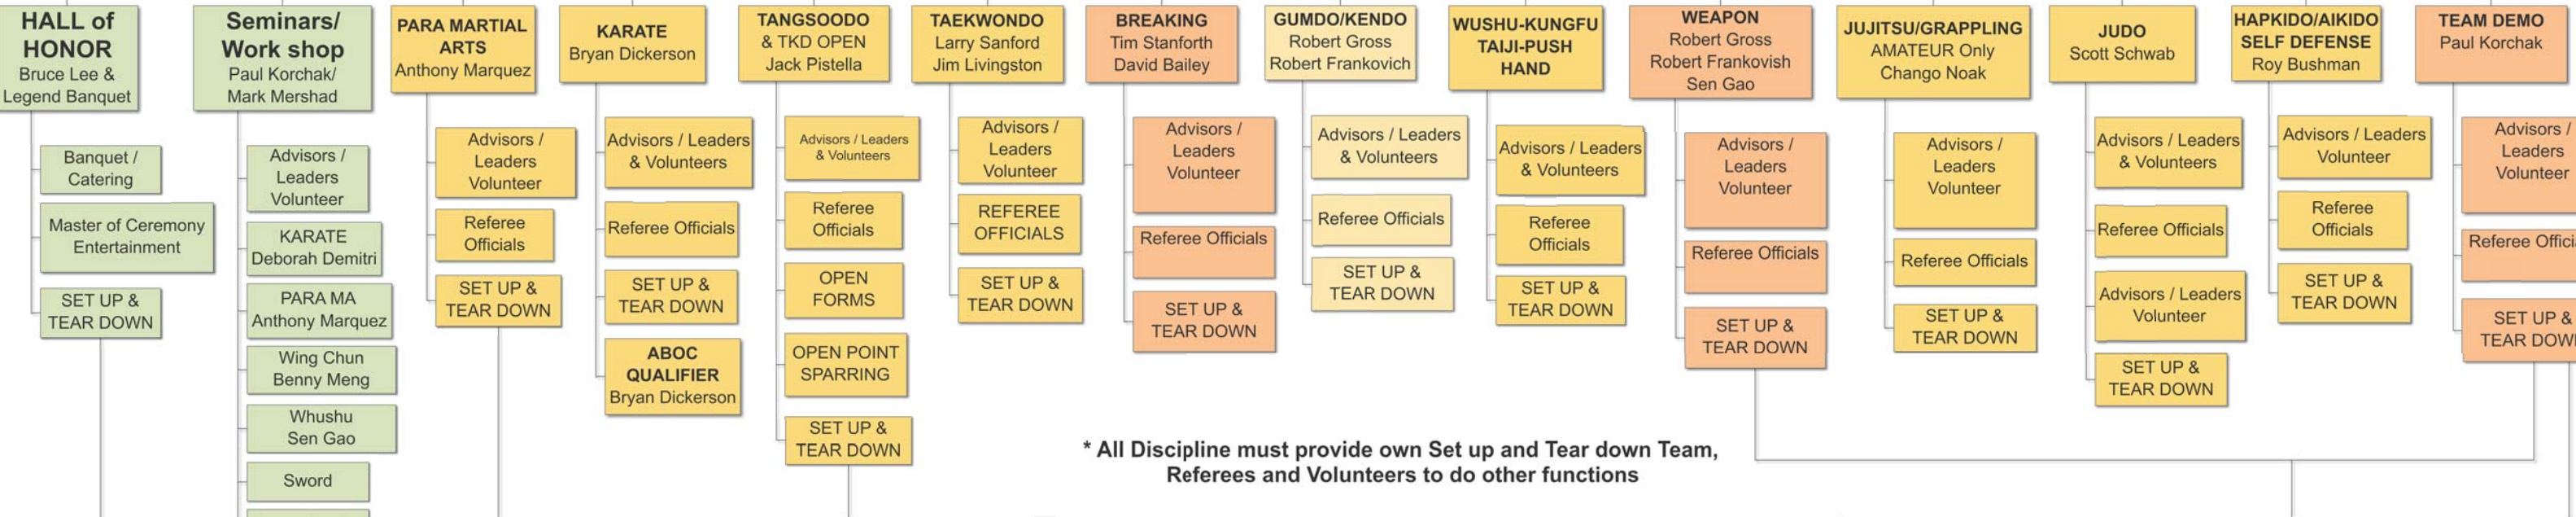 HALL of
HONOR
Bruce Lee &
Legend Banquet
Banquet /
Catering
Master of Ceremony
Entertainment
SET UP &
TEAR DOWN
Seminars/
Work shop
Paul Korchak/
Mark Mershad
Advisors /
Leaders
Volunteer
KARATE
Deborah Demitri
PARA MA
Anthony Marquez
Wing Chun
Benny Meng
Whushu
Sen Gao
Sword
PARA MARTIAL
ARTS
Anthony Marquez
Advisors /
Leaders
Volunteer
Referee
Officials
SET UP &
TEAR DOWN
KARATE
Bryan Dickerson
Advisors / Leaders
& Volunteers
Referee Officials
SET UP &
TEAR DOWN
ABOC
QUALIFIER
Bryan Dickerson
TANGSOODO
& TKD OPEN
Jack Pistella
Advisors / Leaders
& Volunteers
Referee
Officials
OPEN
FORMS
OPEN POINT
SPARRING
SET UP &
TEAR DOWN
TAEKWONDO
Larry Sanford
Jim Livingston
Advisors /
Leaders
Volunteer
REFEREE
OFFICIALS
SET UP &
TEAR DOWN
BREAKING
Tim Stanforth
David Bailey
Advisors /
Leaders
Volunteer
Referee Officials
SET UP &
TEAR DOWN
GUMDO/KENDO
Robert Gross
Robert Frankovich
Advisors / Leaders
& Volunteers
Referee Officials
SET UP &
TEAR DOWN
WUSHU-KUNGFU
TAIJI-PUSH
HAND
Advisors / Leaders
& Volunteers
Referee
Officials
SET UP &
TEAR DOWN
WEAPON
Robert Gross
Robert Frankovish
Sen Gao
Advisors /
Leaders
Volunteer
Referee Officials
SET UP &
TEAR DOWN
JUJITSU/GRAPPLING
AMATEUR Only
Chango Noak
Advisors /
Leaders
Volunteer
Referee Officials
SET UP &
TEAR DOWN
JUDO
Scott Schwab
Advisors / Leaders
& Volunteers
Referee Officials
Advisors / Leaders
Volunteer
SET UP &
TEAR DOWN
HAPKIDO/AIKIDO
SELF DEFENSE
Roy Bushman
Advisors / Leaders
Volunteer
Referee
Officials
SET UP &
TEAR DOWN
TEAM DEMO
Paul Korchak
Advisors /
Leaders
Volunteer
Referee Offici
SET UP &
TEAR DOW
* All Discipline must provide own Set up and Tear down Team,
Referees and Volunteers to do other functions